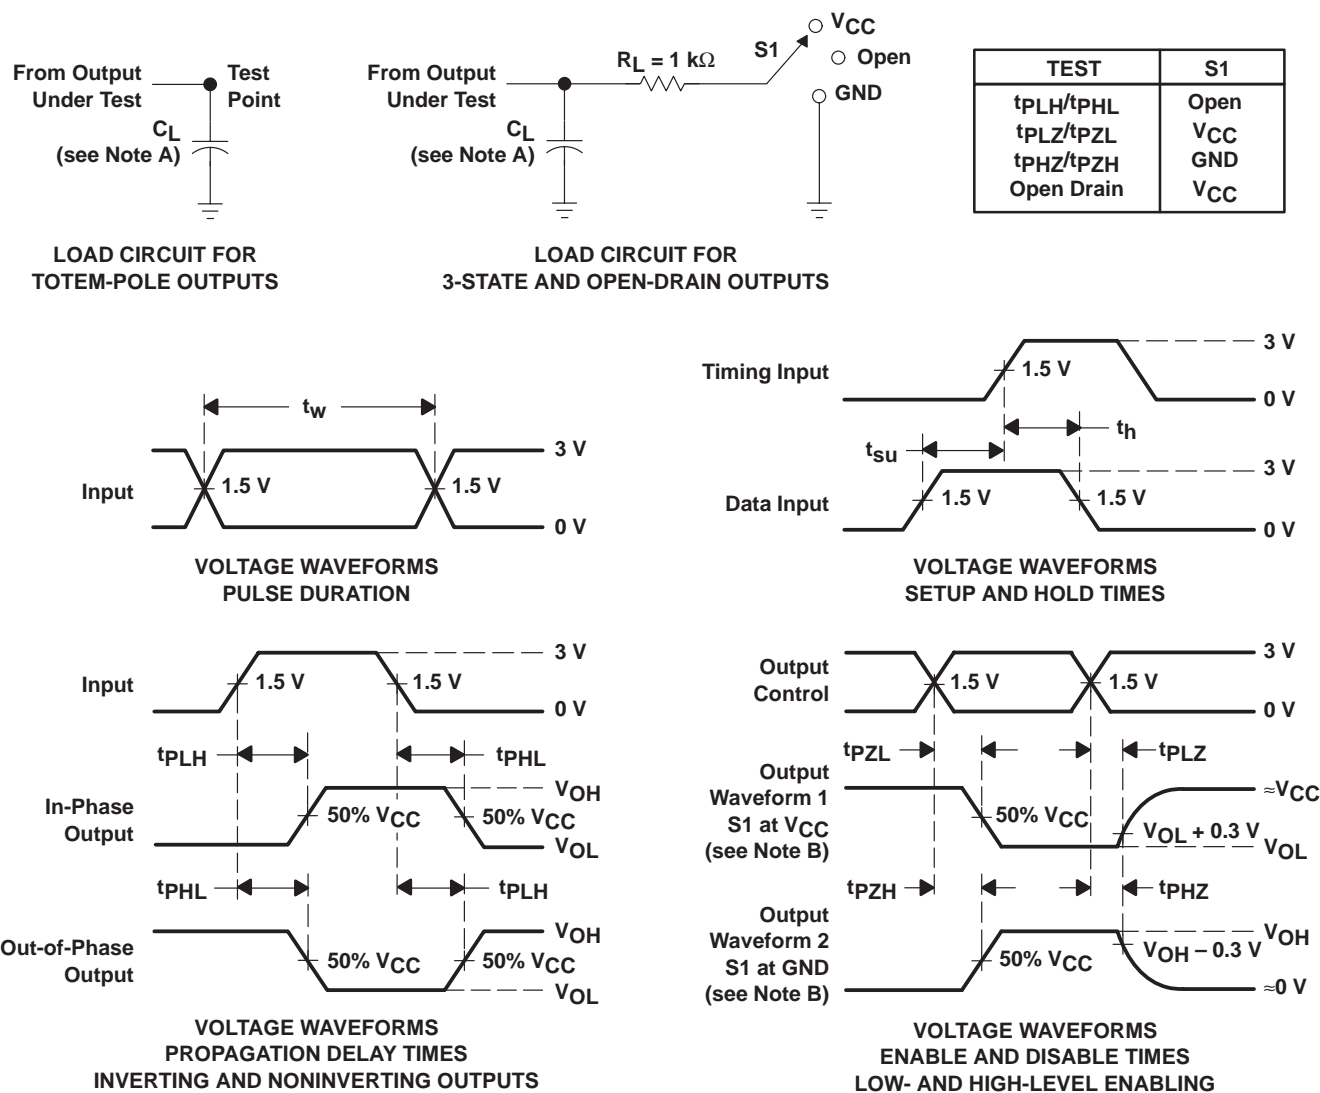 From Output
Under Test
Test
Point
CL
(see Note A)
LOAD CIRCUIT FOR
TOTEM-POLE OUTPUTS
From Output
Under Test
RL = 1 kΩ
S1
VCC
Open
GND
CL
(see Note A)
LOAD CIRCUIT FOR
3-STATE AND OPEN-DRAIN OUTPUTS
TEST S1
tPLH/tPHL Open
tPLZ/tPZL VCC
tPHZ/tPZH GND
Open Drain VCC
tw
Input
1.5 V
1.5 V
3 V
0 V
VOLTAGE WAVEFORMS
PULSE DURATION
Timing Input
1.5 V
3 V
0 V
th
tsu
Data Input
1.5 V
1.5 V
3 V
0 V
VOLTAGE WAVEFORMS
SETUP AND HOLD TIMES
Input
1.5 V
1.5 V
3 V
0 V
tPLH
tPHL
In-Phase
Output
50% VCC
50% VCC
VOH
VOL
tPHL
tPLH
Out-of-Phase
Output
50% VCC
50% VCC
VOH
VOL
VOLTAGE WAVEFORMS
PROPAGATION DELAY TIMES
INVERTING AND NONINVERTING OUTPUTS
Output
Control
1.5 V
1.5 V
3 V
0 V
tPZL
tPLZ
Output
Waveform 1
S1 at VCC
(see Note B)
50% VCC
VOL + 0.3 V
≈VCC
VOL
tPZH
tPHZ
Output
Waveform 2
S1 at GND
(see Note B)
50% VCC
VOH – 0.3 V
VOH
≈0 V
VOLTAGE WAVEFORMS
ENABLE AND DISABLE TIMES
LOW- AND HIGH-LEVEL ENABLING